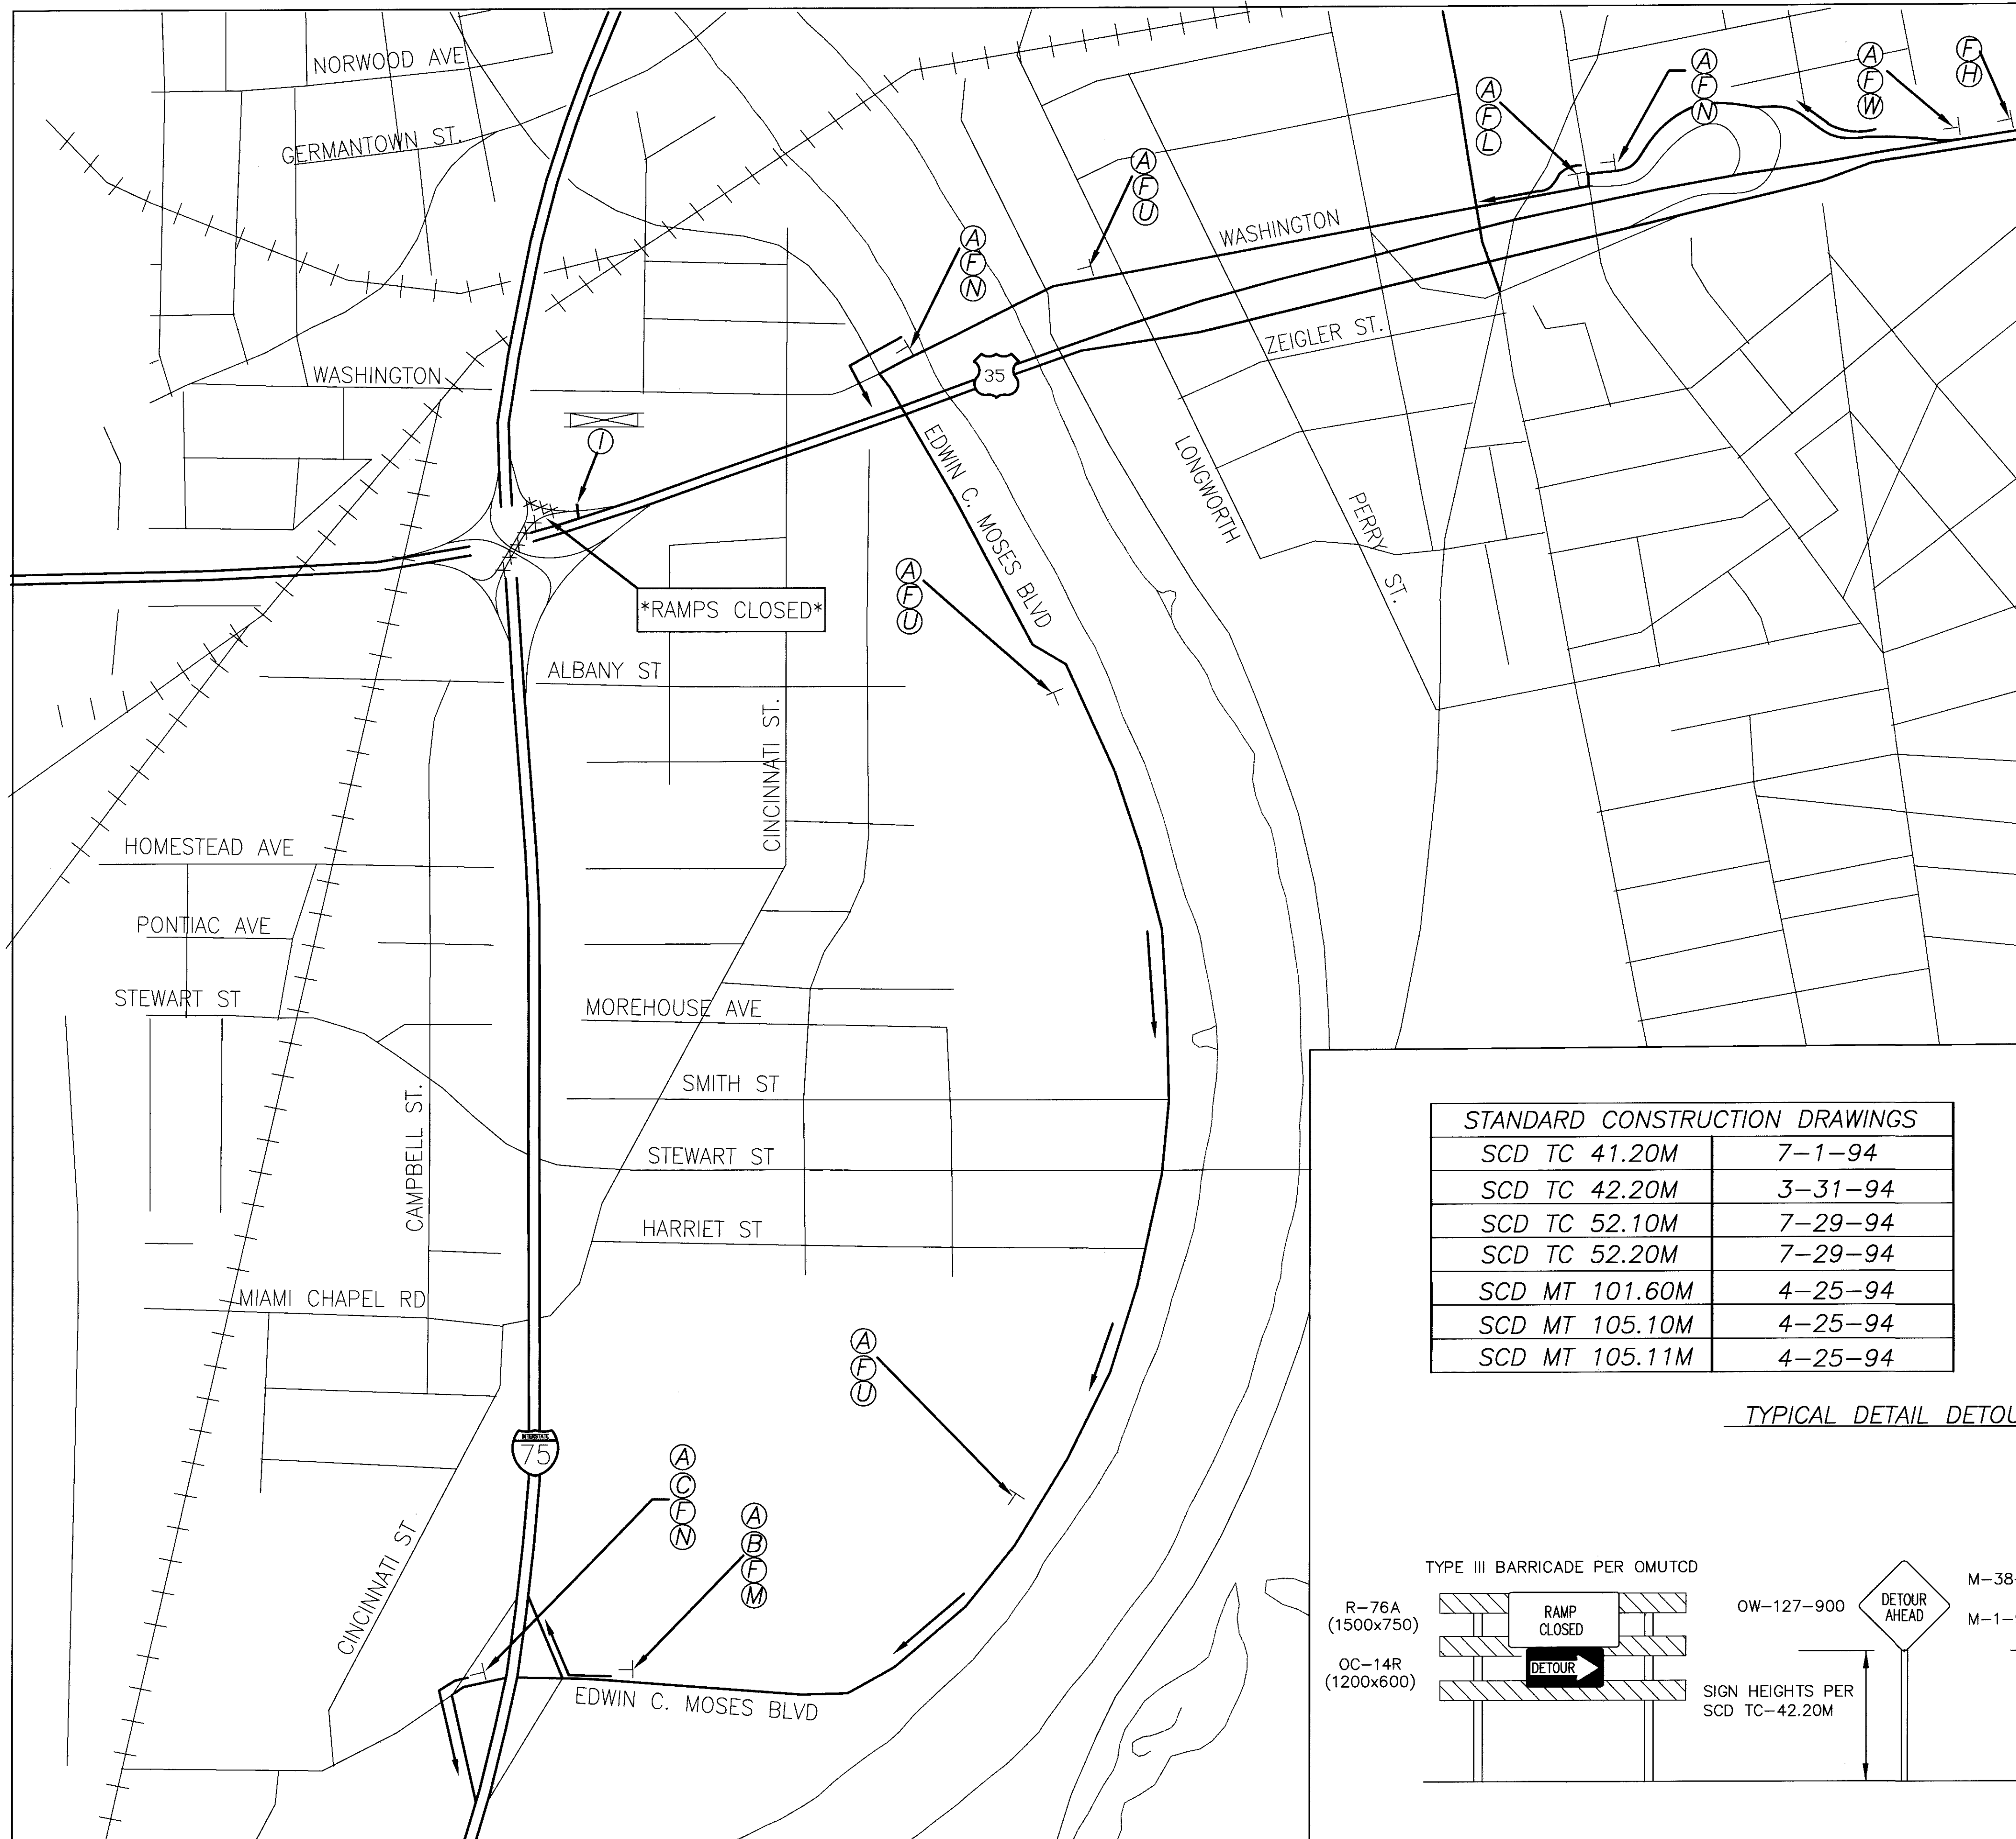 NORWOOD AVE
GERMANTOWN ST.
A
F
N
A
F
W
F
H
A
F
L
A
F
U
WASHINGTON
A
F
N
ZEIGLER ST.
35
WASHINGTON
I
EDWIN C. MOSES BLVD
LONGWORTH
PERRY ST.
*RAMPS CLOSED*
A
F
U
ALBANY ST
CINCINNATI ST.
HOMESTEAD AVE
PONTIAC AVE
STEWART ST
MOREHOUSE AVE
SMITH ST
CAMPBELL ST.
STEWART ST
HARRIET ST
MIAMI CHAPEL RD
A
F
U
INTERSTATE
75
A
C
F
N
A
B
F
M
CINCINNATI ST
EDWIN C. MOSES BLVD
STANDARD CONSTRUCTION DRAWINGS
SCD TC 41.20M 7-1-94
SCD TC 42.20M 3-31-94
SCD TC 52.10M 7-29-94
SCD TC 52.20M 7-29-94
SCD MT 101.60M 4-25-94
SCD MT 105.10M 4-25-94
SCD MT 105.11M 4-25-94
TYPICAL DETAIL DETOU
TYPE III BARRICADE PER OMUTCD
R-76A
(1500x750)
RAMP
CLOSED
OC-14R
(1200x600)
DETOUR
OW-127-900
DETOUR
AHEAD
SIGN HEIGHTS PER
SCD TC-42.20M
M-38-
M-1-